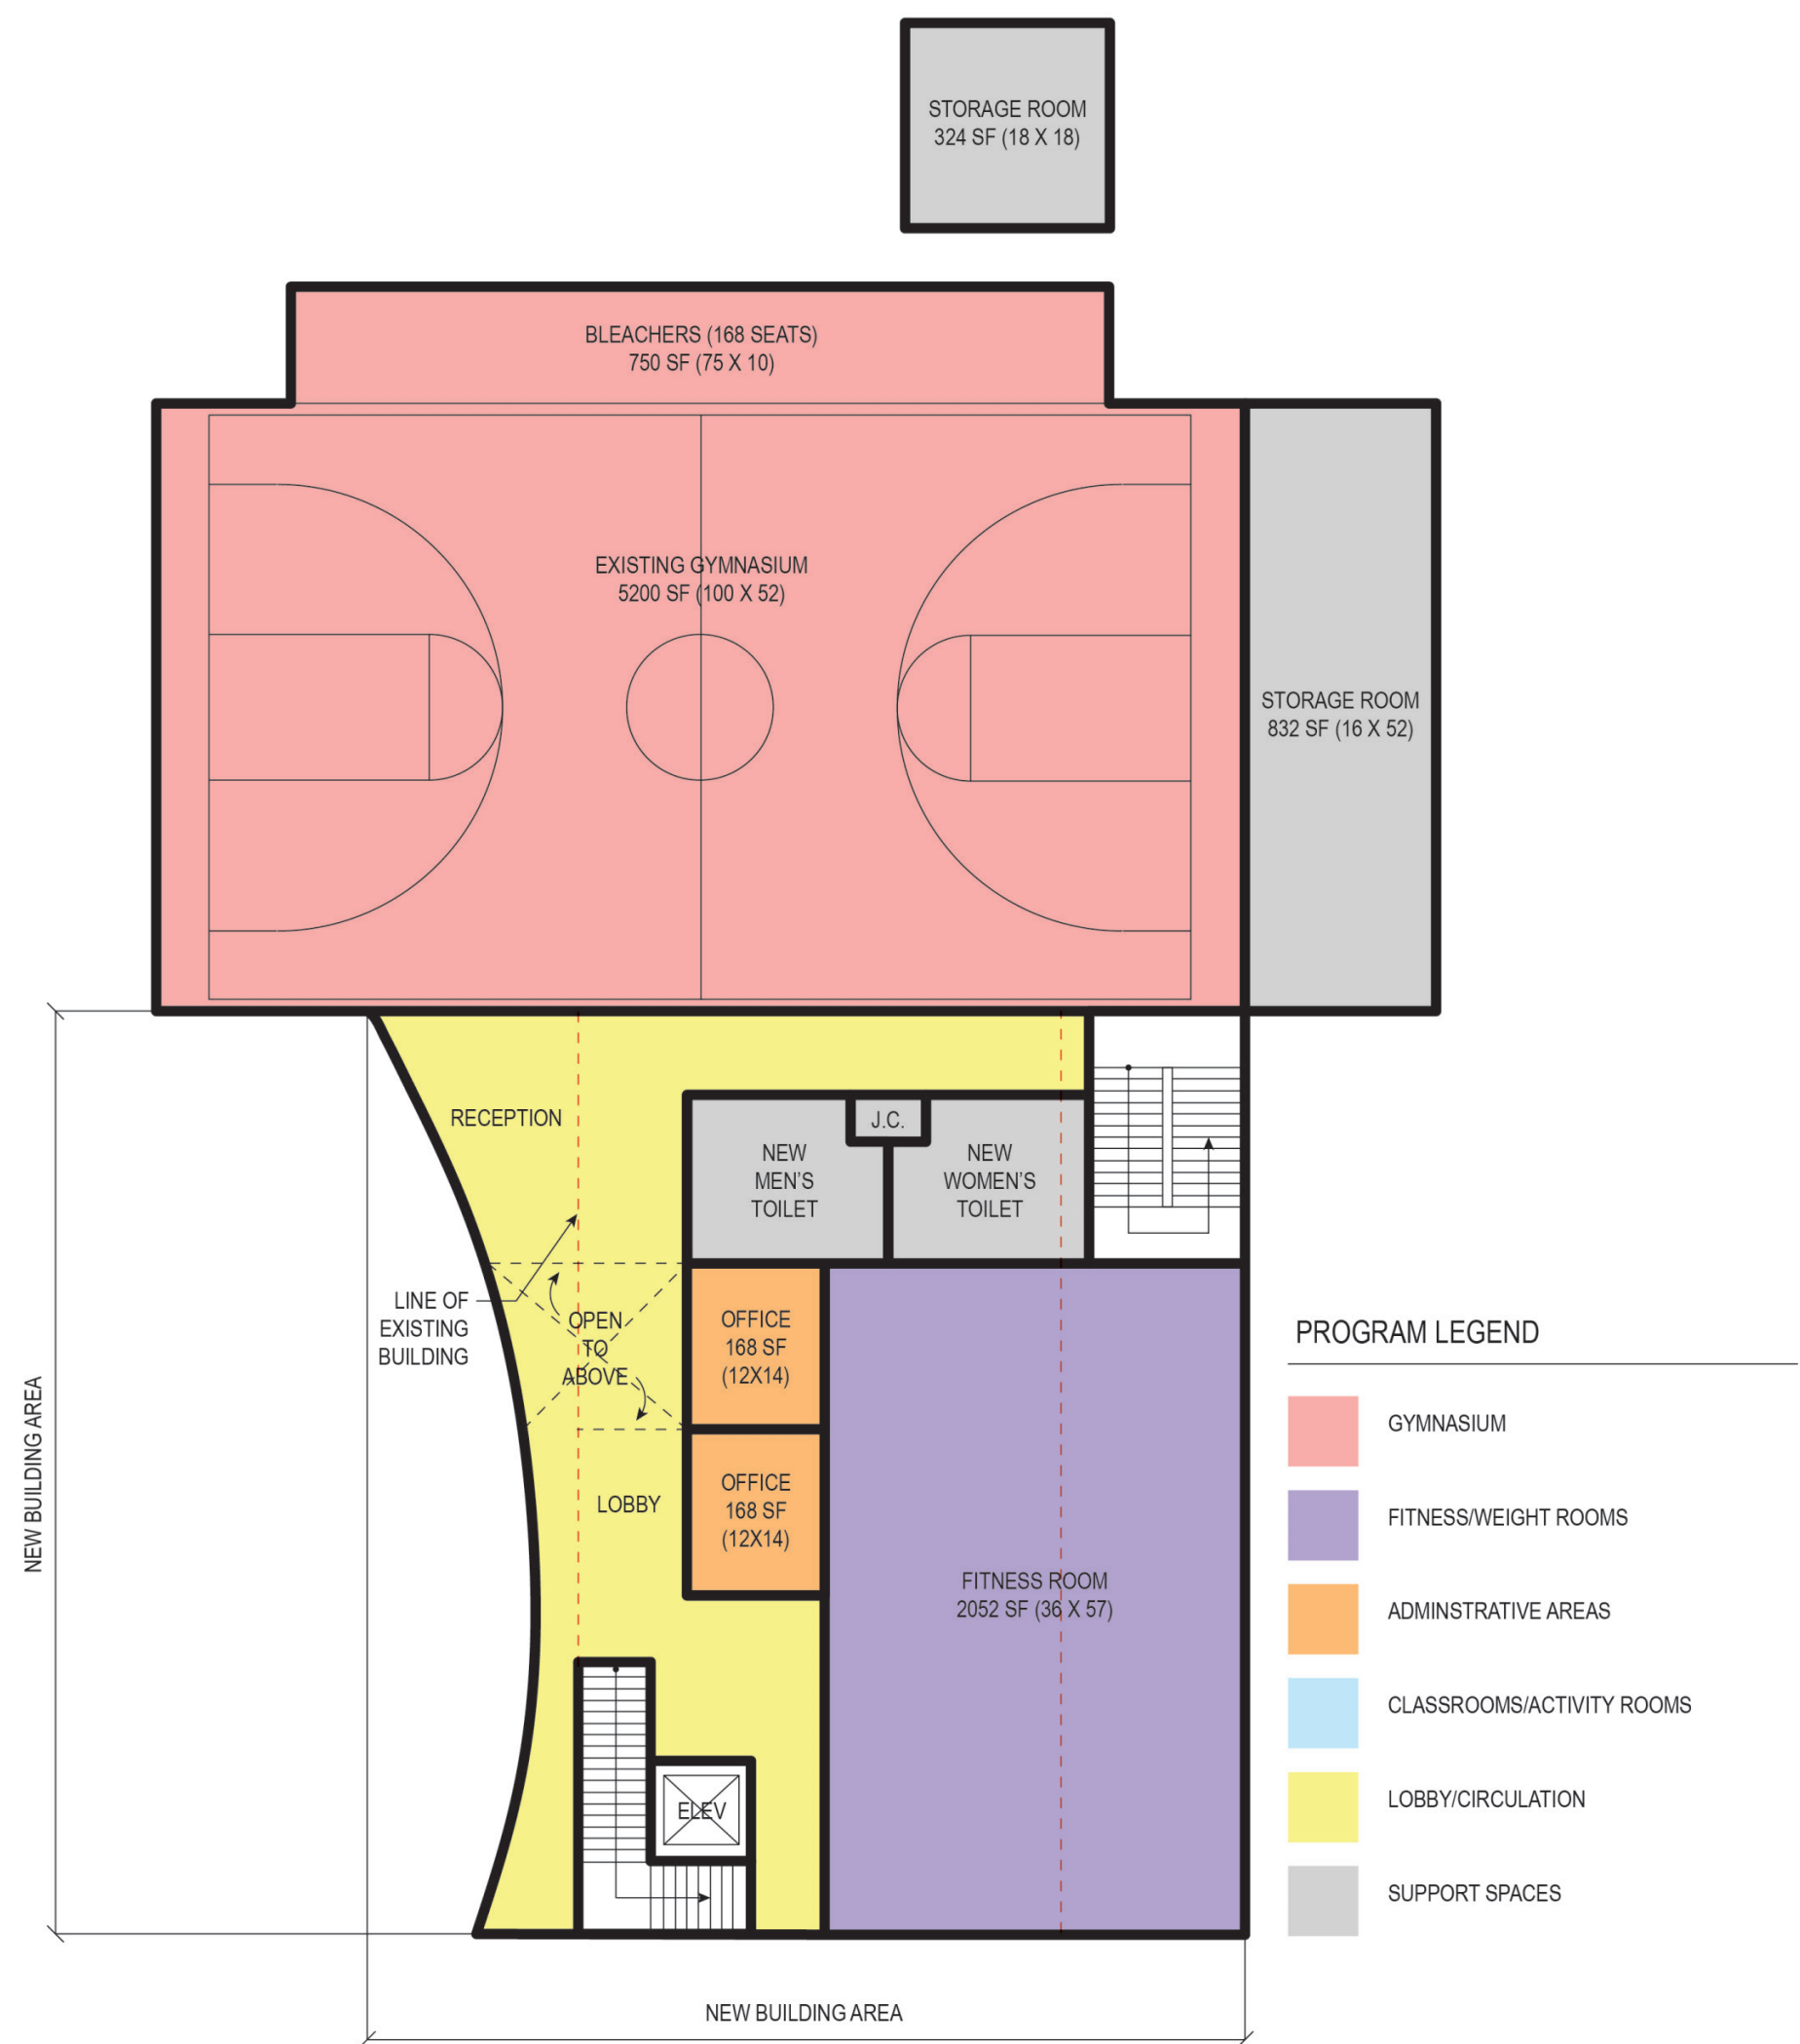 STORAGE ROOM
324 SF (18 X 18)
BLEACHERS (168 SEATS)
750 SF (75 X 10)
EXISTING GYMNASIUM
5200 SF (100 X 52)
STORAGE ROOM
832 SF (16 X 52)
RECEPTION
J.C.
NEW
MEN'S
TOILET
NEW
WOMEN'S
TOILET
LINE OF
EXISTING
BUILDING
OPEN
TO
ABOVE
OFFICE
168 SF
(12X14)
LOBBY
OFFICE
168 SF
(12X14)
FITNESS ROOM
2052 SF (36 X 57)
ELEV
NEW BUILDING AREA
NEW BUILDING AREA
PROGRAM LEGEND
GYMNASIUM
FITNESS/WEIGHT ROOMS
ADMINSTRATIVE AREAS
CLASSROOMS/ACTIVITY ROOMS
LOBBY/CIRCULATION
SUPPORT SPACES